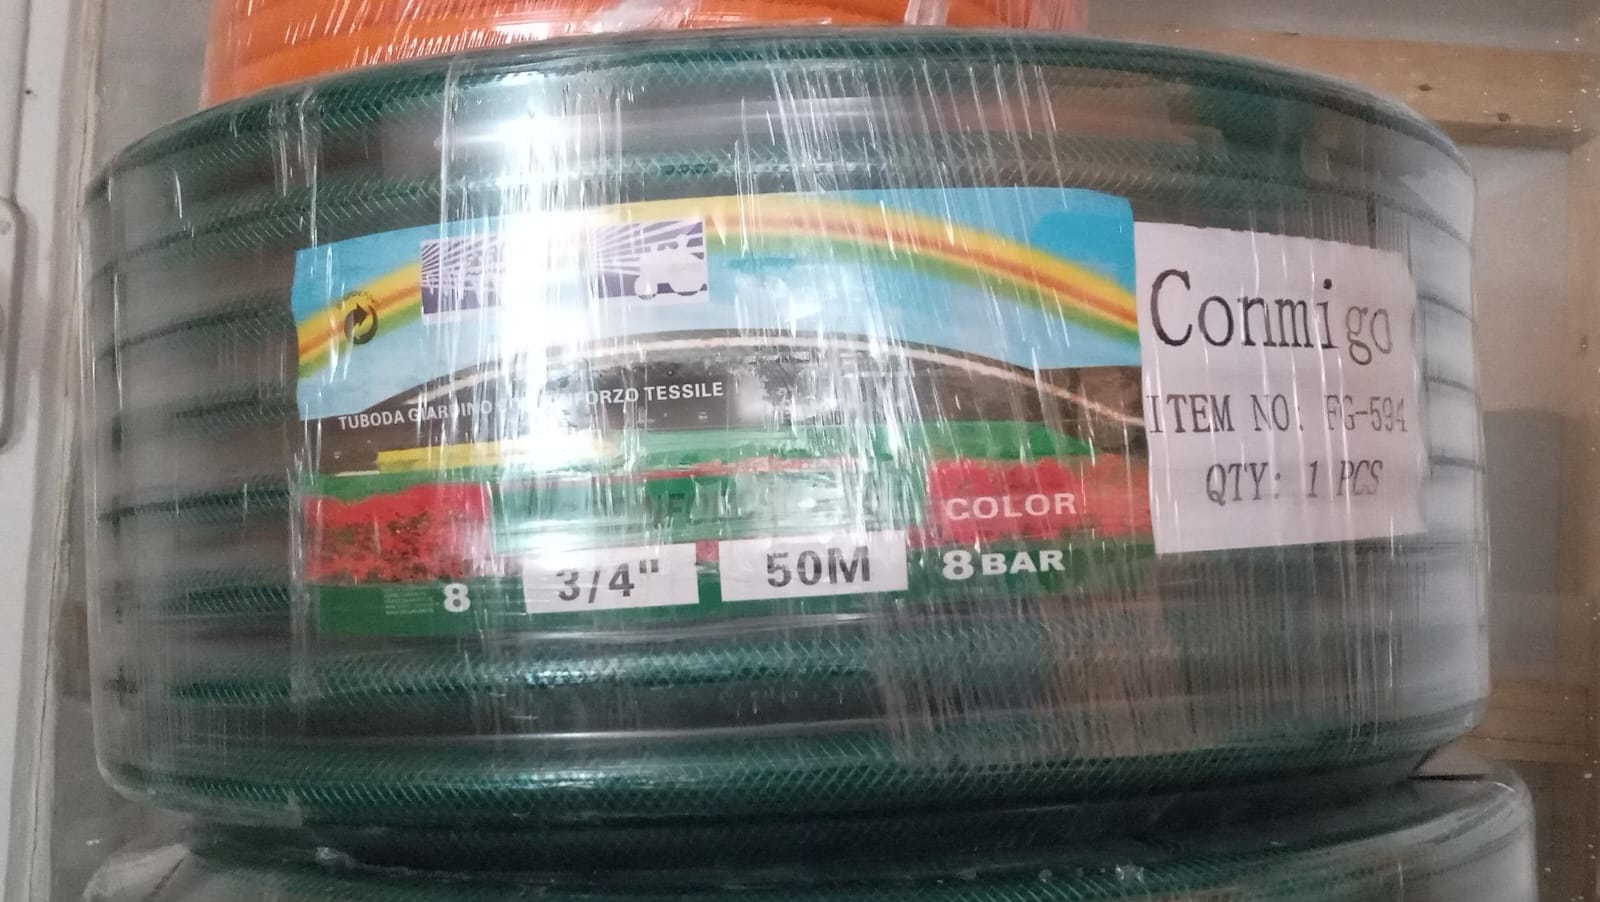 TUBODA GIARDINO CON RINFORZO TESSILE
COLOR
8
3/4"
50M
8 BAR
Conmigo
ITEM NO: FG-594
QTY: 1 PCS